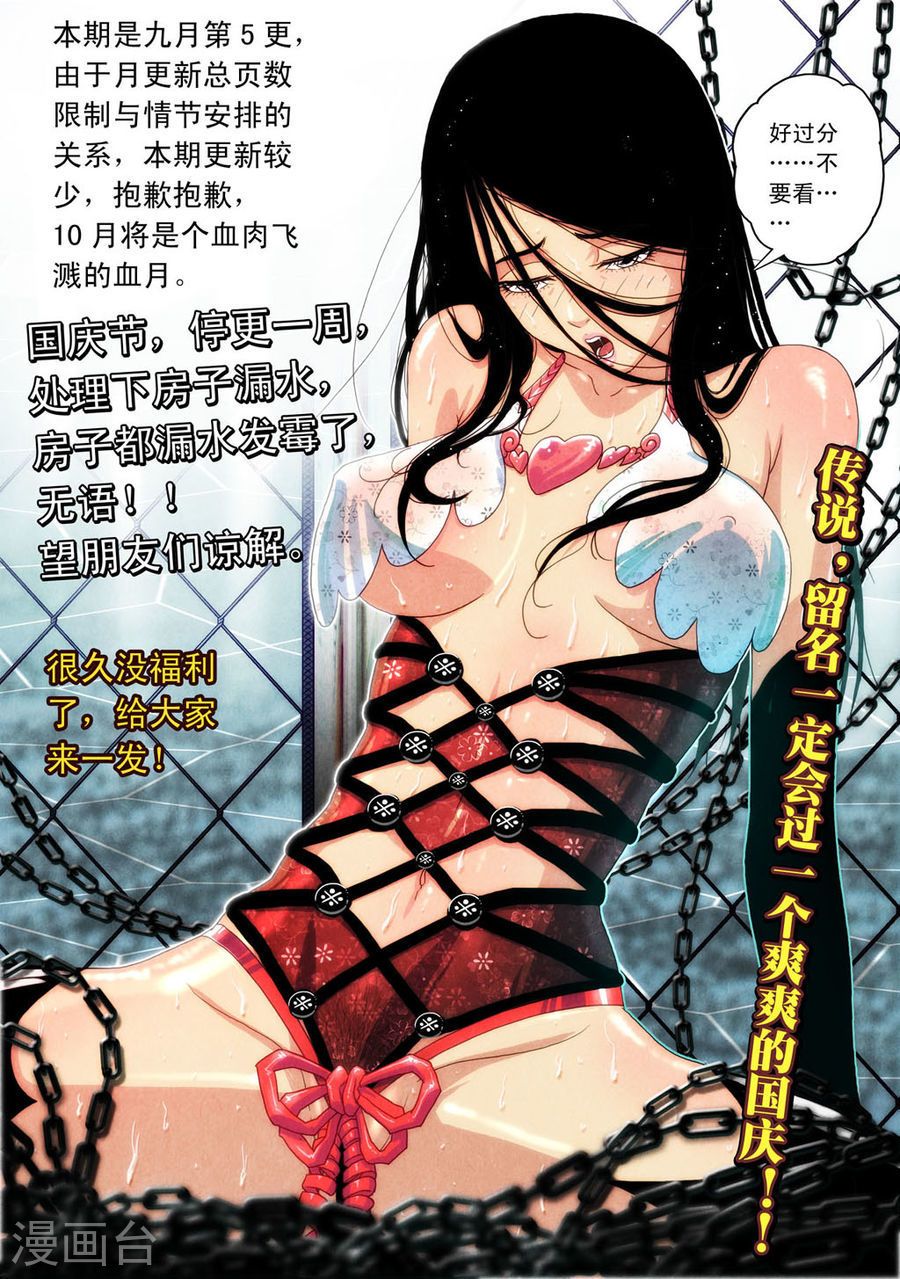 本期是九月第5更，
由于月更新总页数
限制与情节安排的
关系，本期更新较
少，抱歉抱歉，
10月将是个血肉飞
溅的血月。
好过分
……不
要看…
…
国庆节，停更一周，
处理下房子漏水，
房子都漏水发霉了，
无语！！
望朋友们谅解。
很久没福利
了，给大家
来一发！
传说，留名一定会过一个爽爽的国庆！！
漫画台